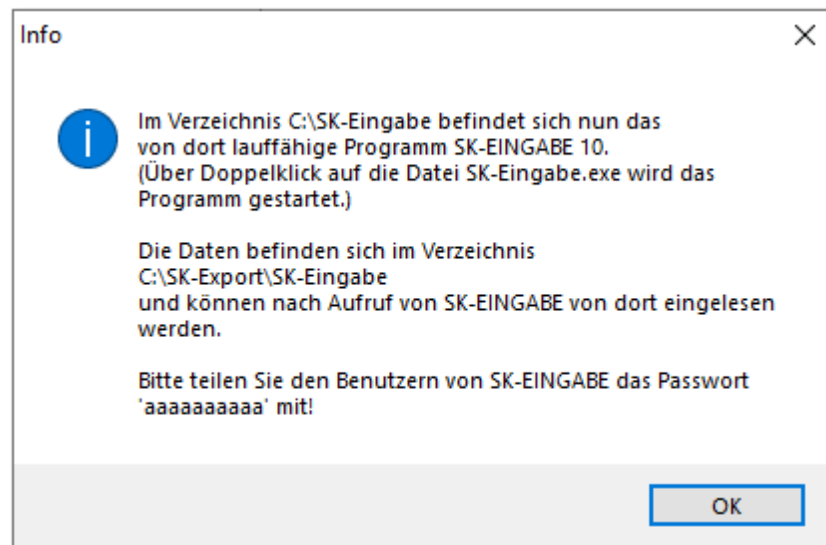 Info
Im Verzeichnis C:\SK-Eingabe befindet sich nun das
von dort lauffähige Programm SK-EINGABE 10.
(Über Doppelklick auf die Datei SK-Eingabe.exe wird das
Programm gestartet.)
Die Daten befinden sich im Verzeichnis
C:\SK-Export\SK-Eingabe
und können nach Aufruf von SK-EINGABE von dort eingelesen
werden.
Bitte teilen Sie den Benutzern von SK-EINGABE das Passwort
'aaaaaaaaaa' mit!
OK